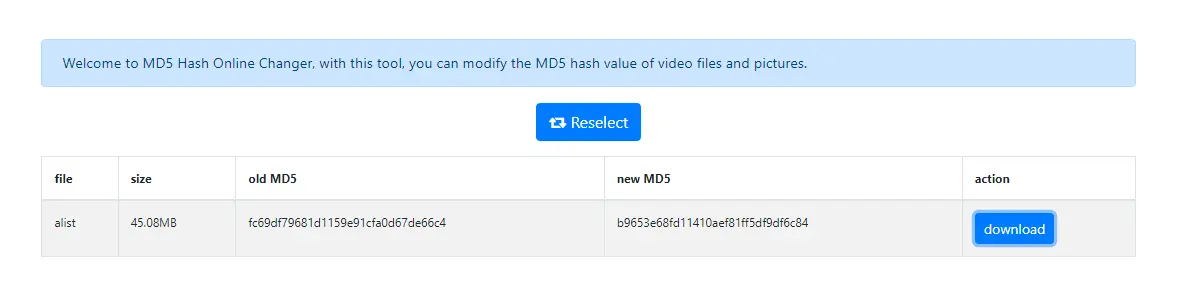 Welcome to MD5 Hash Online Changer, with this tool, you can modify the MD5 hash value of video files and pictures.
Reselect
file size old MD5 new MD5 action
alist 45.08MB fc69df79681d1159e91cfa0d67de66c4 b9653e68fd11410aef81ff5df9df6c84 download